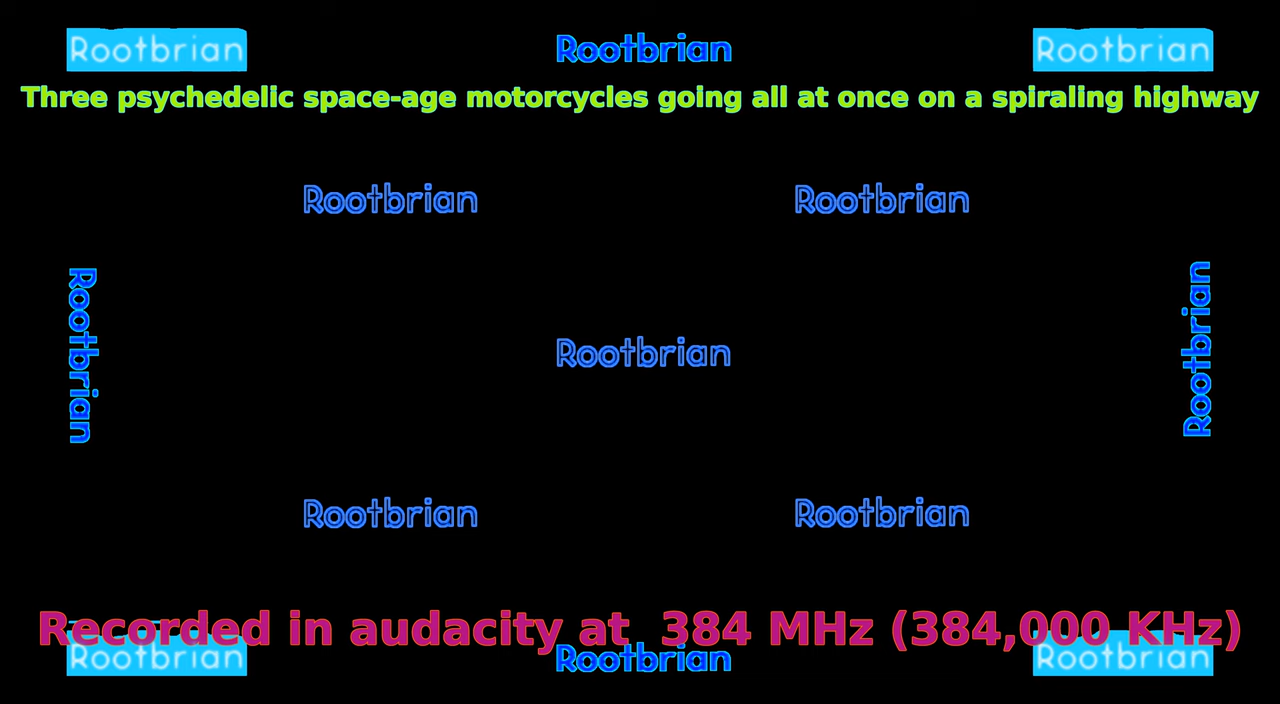 Rootbrian Rootbrian Rootbrian
Three psychedelic space-age motorcycles going all at once on a spiraling highway
Rootbrian Rootbrian
Rootbrian Rootbrian
Rootbrian
Rootbrian Rootbrian
Recorded in audacity at  384 MHz (384,000 KHz)
Rootbrian Rootbrian Rootbrian